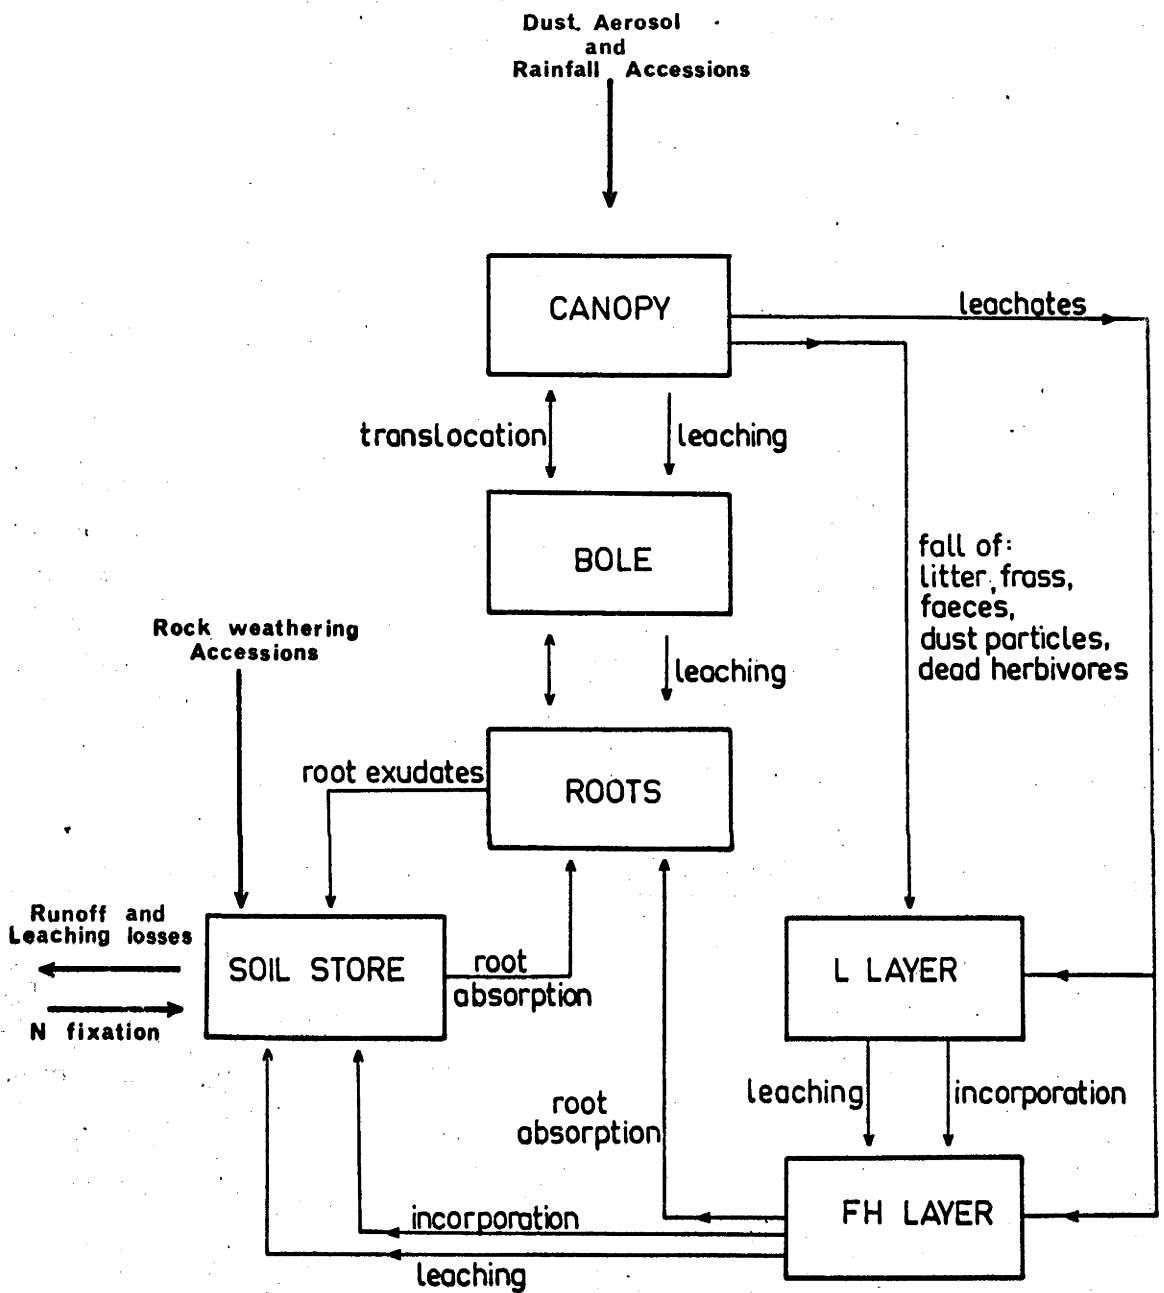 Dust, Aerosol
and
Rainfall Accessions
CANOPY
leachates
translocation
leaching
BOLE
fall of:
litter, frass,
faeces,
dust particles,
dead herbivores
Rock weathering
Accessions
leaching
root exudates
ROOTS
Runoff and
Leaching losses
SOIL STORE
root
absorption
L LAYER
N fixation
leaching
incorporation
root
absorption
FH LAYER
incorporation
leaching